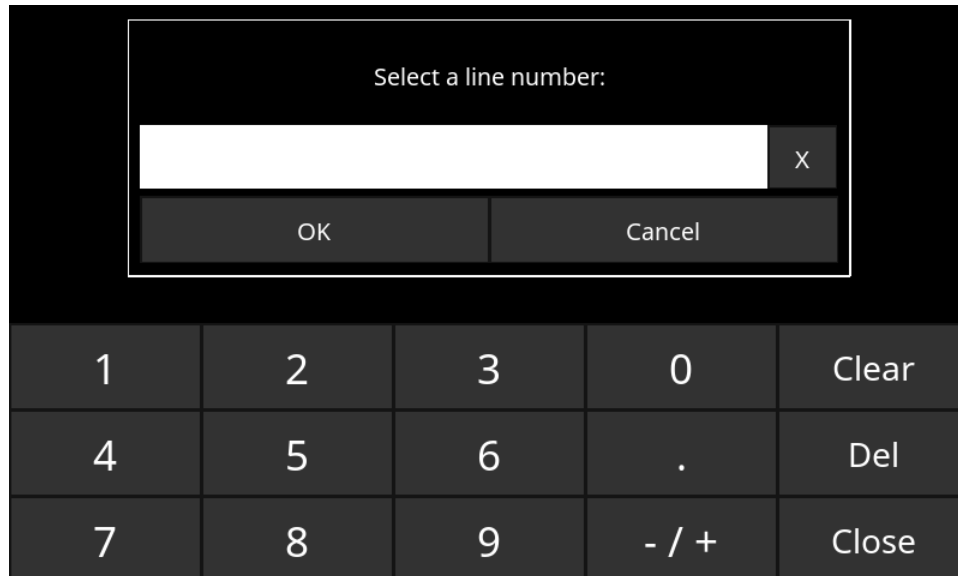 Select a line number:
X
OK Cancel
1 2 3 0 Clear
4 5 6 . Del
7 8 9 - / + Close